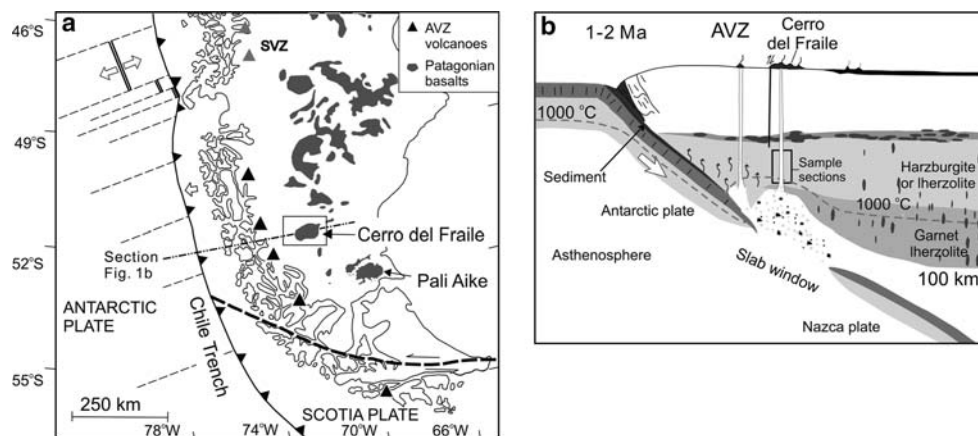 a
46°S
49°S
52°S
55°S
SVZ
AVZ
volcanoes
Patagonian
basalts
Cerro del Fraile
Pali Aike
Section
Fig. 1b
ANTARCTIC
PLATE
Chile Trench
SCOTIA PLATE
250 km
78°W
74°W
70°W
66°W
b
1-2 Ma
AVZ
Cerro
del Fraile
1000 °C
Sediment
Sample
sections
Harzburgite
or lherzolite
1000 °C
Antarctic plate
Garnet
lherzolite
Asthenosphere
100 km
Slab window
Nazca plate